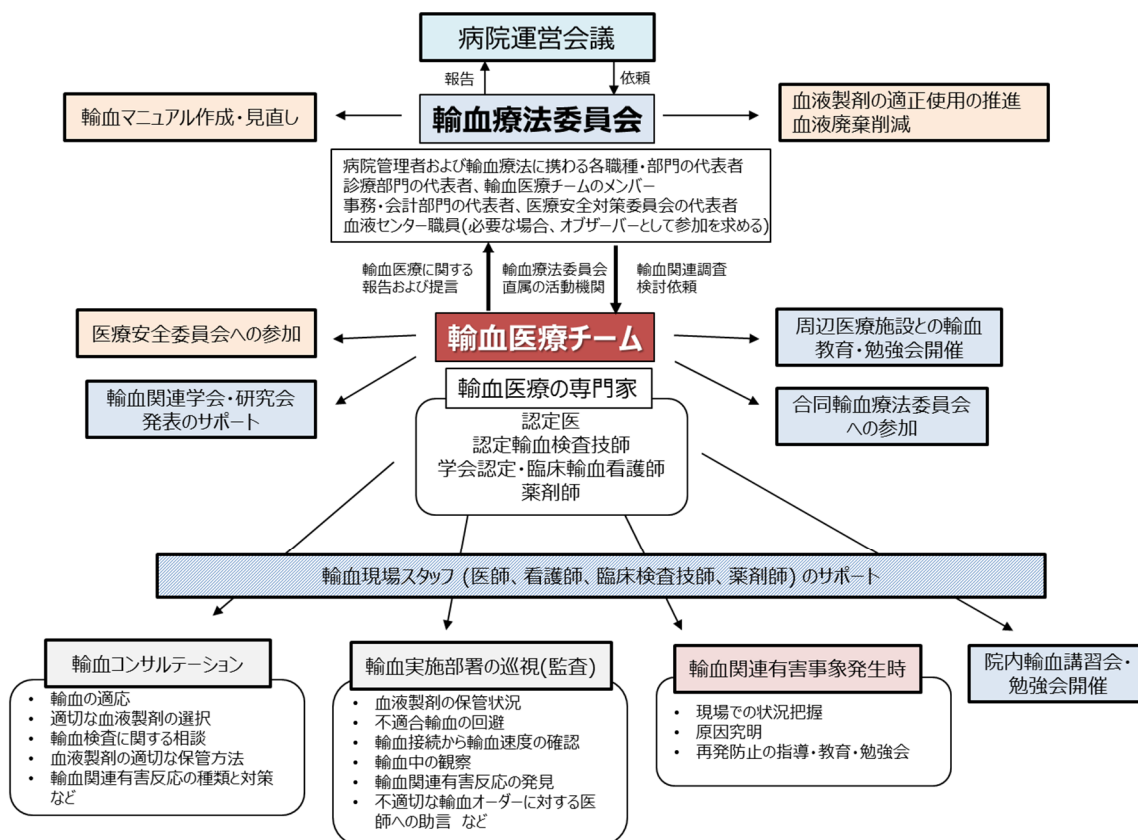 病院運営会議
報告
依頼
輸血マニュアル作成・見直し
輸血療法委員会
血液製剤の適正使用の推進
血液廃棄削減
病院管理者および輸血療法に携わる各職種・部門の代表者
診療部門の代表者、輸血医療チームのメンバー
事務・会計部門の代表者、医療安全対策委員会の代表者
血液センター職員(必要な場合、オブザーバーとして参加を求める)
輸血医療に関する
報告および提言
輸血療法委員会
直属の活動機関
輸血関連調査
検討依頼
医療安全委員会への参加
輸血医療チーム
周辺医療施設との輸血
教育・勉強会開催
輸血関連学会・研究会
発表のサポート
輸血医療の専門家
認定医
認定輸血検査技師
学会認定・臨床輸血看護師
薬剤師
合同輸血療法委員会
への参加
輸血現場スタッフ (医師、看護師、臨床検査技師、薬剤師) のサポート
輸血コンサルテーション
• 輸血の適応
• 適切な血液製剤の選択
• 輸血検査に関する相談
• 血液製剤の適切な保管方法
• 輸血関連有害反応の種類と対策
など
輸血実施部署の巡視(監査)
• 血液製剤の保管状況
• 不適合輸血の回避
• 輸血接続から輸血速度の確認
• 輸血中の観察
• 輸血関連有害反応の発見
• 不適切な輸血オーダーに対する医
師への助言 など
輸血関連有害事象発生時
• 現場での状況把握
• 原因究明
• 再発防止の指導・教育・勉強会
院内輸血講習会・
勉強会開催